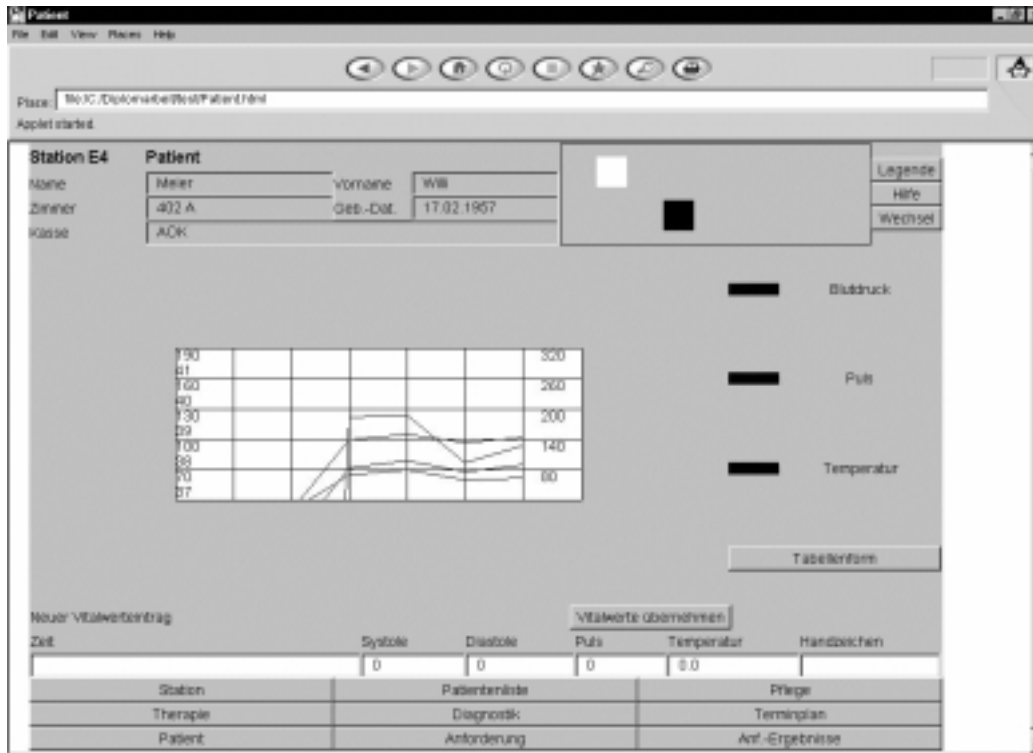 Patient
File Edit View Places Help
Place: file:/C:/Diplomarbeit/test/Patient.html
Applet started.
Station E4 Patient
Name Meier Vorname Willi
Zimmer 402 A Geb.-Dat. 17.02.1957
Kasse AOK
Legende
Hilfe
Wechsel
Blutdruck
190 320
41
160 260
40
130 200
39
100 140
38
70 80
37
Puls
Temperatur
Tabellenform
Neuer Vitalwerteintrag Vitalwerte übernehmen
Zeit Systole Diastole Puls Temperatur Handzeichen
0 0 0 0.0
Station Patientenliste Pflege
Therapie Diagnostik Terminplan
Patient Anforderung Anf.-Ergebnisse